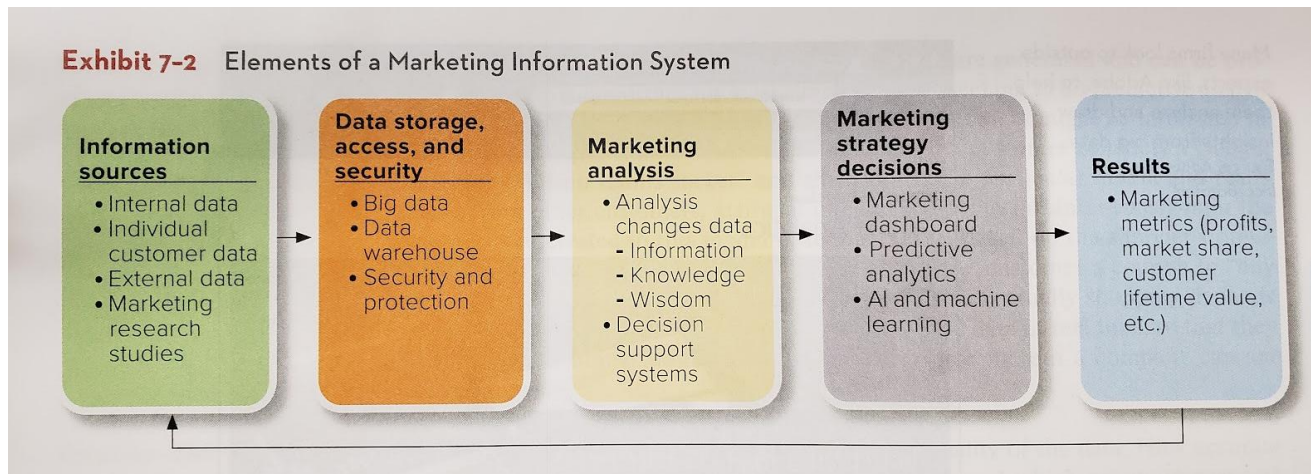 Exhibit 7-2 Elements of a Marketing Information System
Information
sources
• Internal data
• Individual
customer data
• External data
• Marketing
research
studies
Data storage,
access, and
security
• Big data
• Data
warehouse
• Security and
protection
Marketing
analysis
• Analysis
changes data
- Information
- Knowledge
- Wisdom
• Decision
support
systems
Marketing
strategy
decisions
• Marketing
dashboard
• Predictive
analytics
• AI and machine
learning
Results
• Marketing
metrics (profits,
market share,
customer
lifetime value,
etc.)